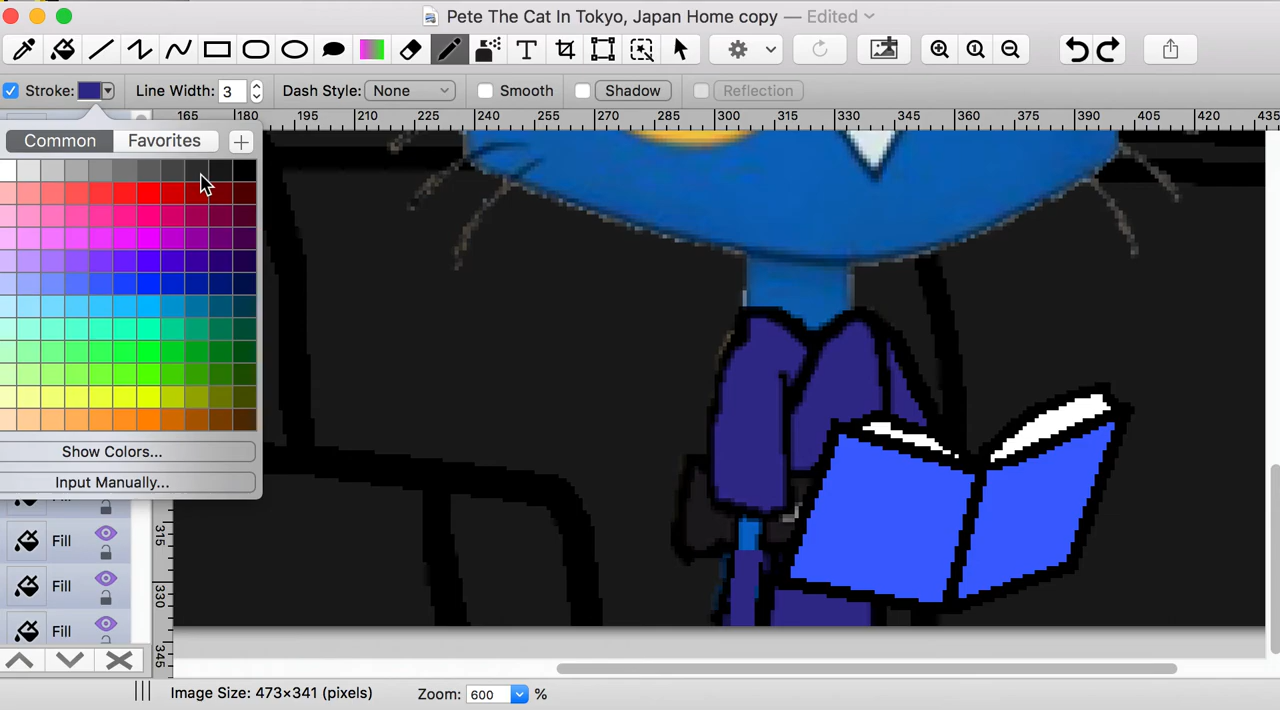 Pete The Cat In Tokyo, Japan Home copy — Edited
T 1
Stroke: Line Width: 3 Dash Style: None Smooth Shadow Reflection
165 180 195 210 225 240 255 270 285 300 315 330 345 360 375 390 405 420 435
Common Favorites +
Show Colors...
Input Manually...
315
Fill
330
Fill
Fill
345
Image Size: 473×341 (pixels) Zoom: 600 %